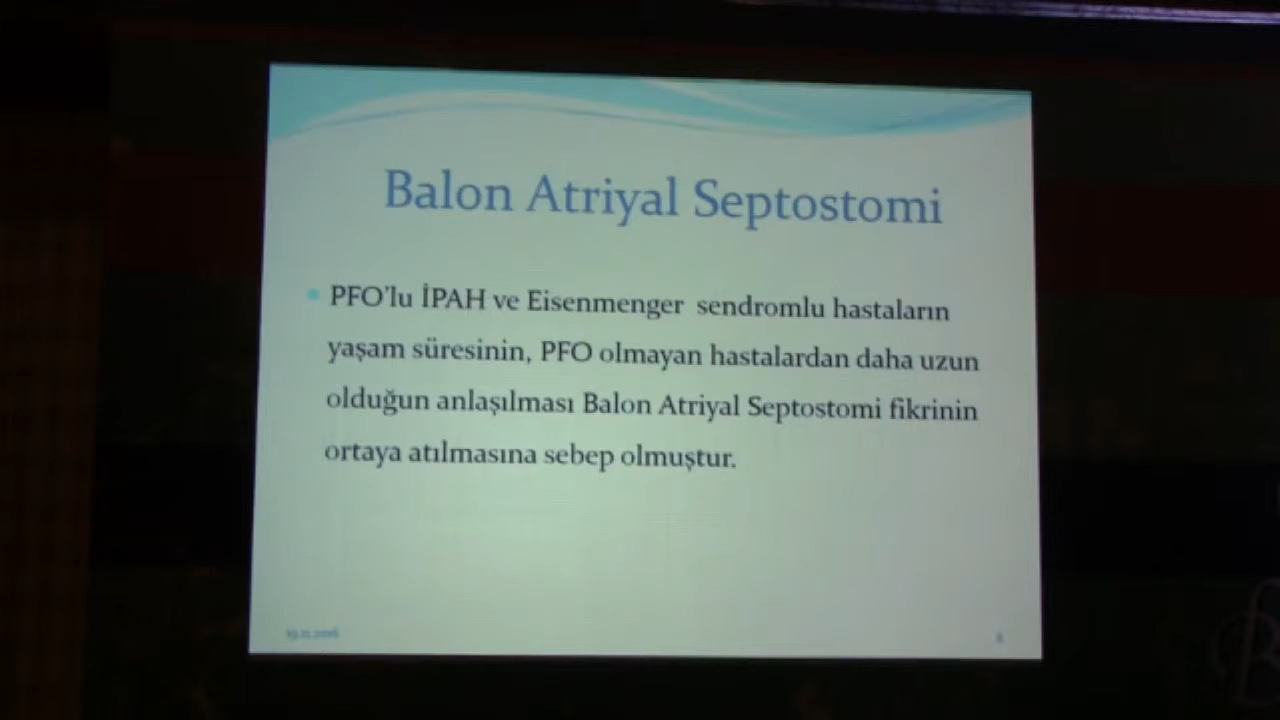 Balon Atriyal Septostomi
PFO'lu İPAH ve Eisenmenger sendromlu hastaların
yaşam süresinin, PFO olmayan hastalardan daha uzun
olduğun anlaşılması Balon Atriyal Septostomi fikrinin
ortaya atılmasına sebep olmuştur.